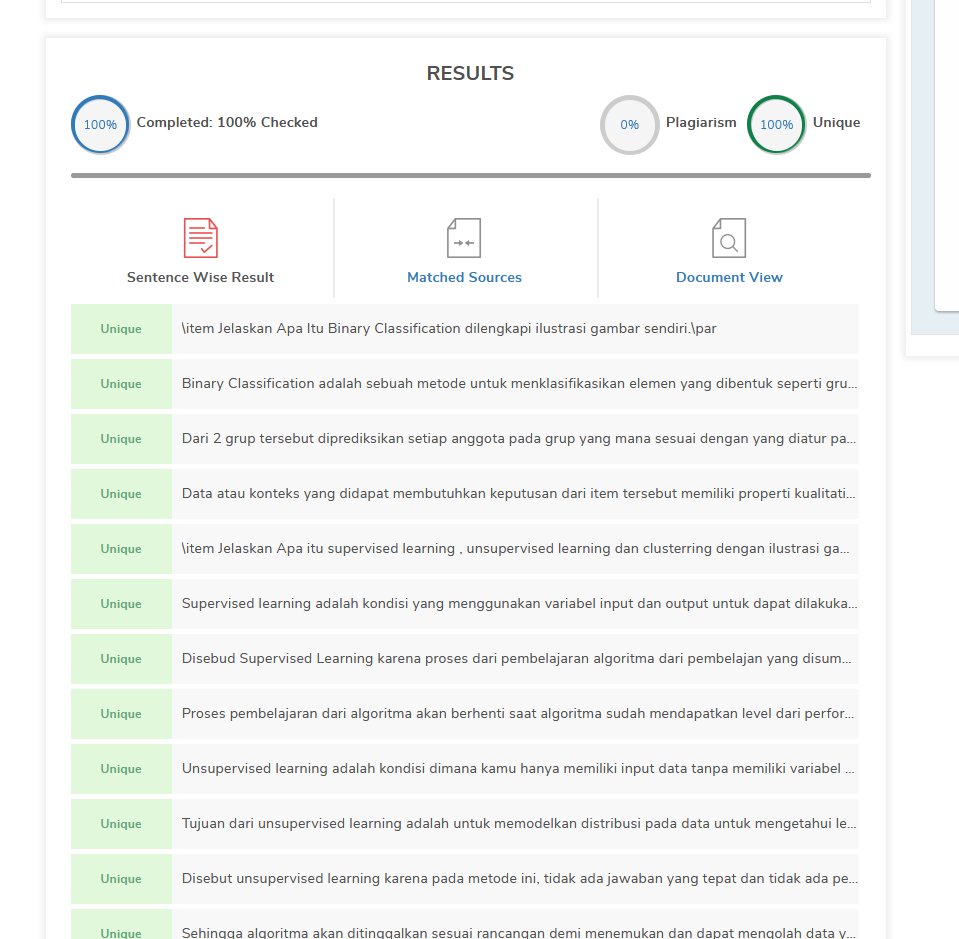 RESULTS
100% Completed: 100% Checked
0% Plagiarism 100% Unique
Sentence Wise Result
Matched Sources
Document View
Unique \item Jelaskan Apa Itu Binary Classification dilengkapi ilustrasi gambar sendiri.\par
Unique Binary Classification adalah sebuah metode untuk menklasifikasikan elemen yang dibentuk seperti gru...
Unique Dari 2 grup tersebut diprediksikan setiap anggota pada grup yang mana sesuai dengan yang diatur pa...
Unique Data atau konteks yang didapat membutuhkan keputusan dari item tersebut memiliki properti kualitati...
Unique \item Jelaskan Apa itu supervised learning , unsupervised learning dan clusterring dengan ilustrasi ga...
Unique Supervised learning adalah kondisi yang menggunakan variabel input dan output untuk dapat dilakuka...
Unique Disebud Supervised Learning karena proses dari pembelajaran algoritma dari pembelajan yang disum...
Unique Proses pembelajaran dari algoritma akan berhenti saat algoritma sudah mendapatkan level dari perfor...
Unique Unsupervised learning adalah kondisi dimana kamu hanya memiliki input data tanpa memiliki variabel ...
Unique Tujuan dari unsupervised learning adalah untuk memodelkan distribusi pada data untuk mengetahui le...
Unique Disebut unsupervised learning karena pada metode ini, tidak ada jawaban yang tepat dan tidak ada pe...
Unique Sehingga algoritma akan ditinggalkan sesuai rancangan demi menemukan dan dapat mengolah data y...